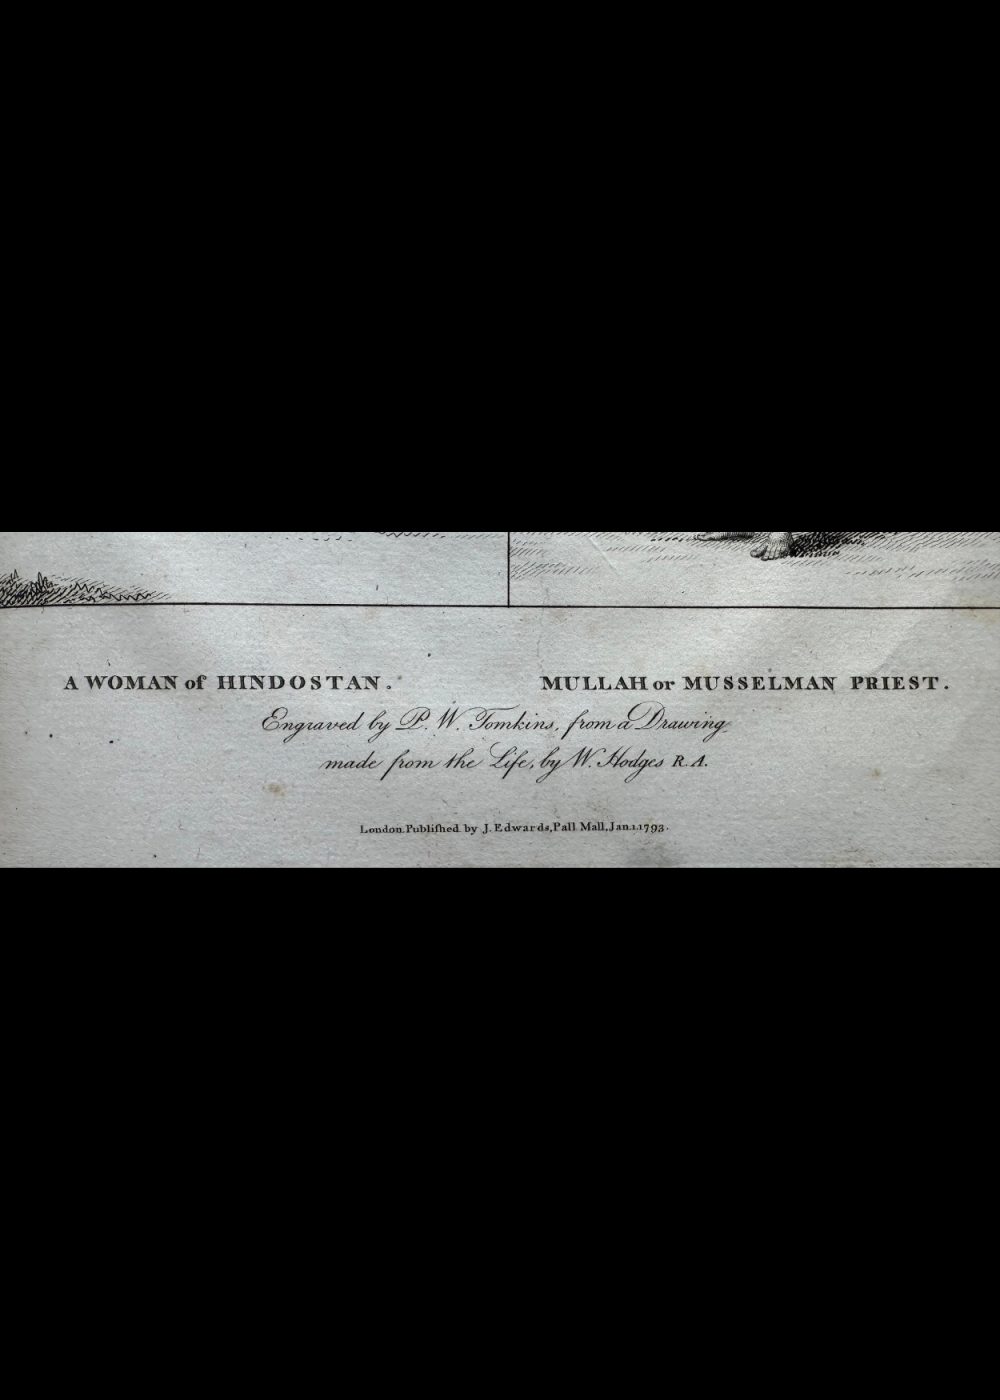 A WOMAN of HINDOSTAN.
MULLAH or MUSSELMAN PRIEST.
Engraved by P. W. Tomkins, from a Drawing
made from the Life, by W. Hodges R.A.
London. Publiſhed by J. Edwards, Pall Mall, Jan.1.1793.